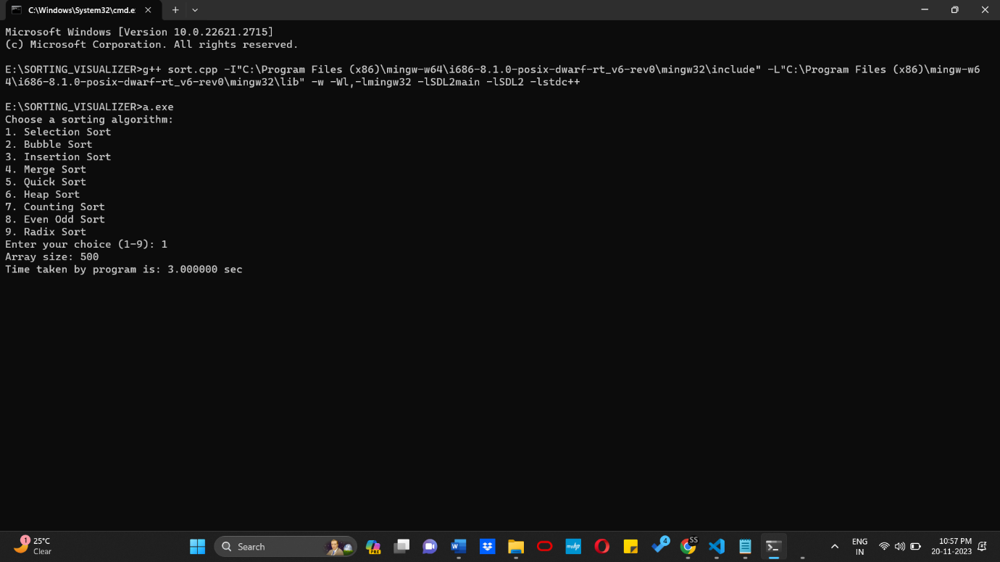 C:\Windows\System32\cmd.e
Microsoft Windows [Version 10.0.22621.2715]
(c) Microsoft Corporation. All rights reserved.
E:\SORTING_VISUALIZER>g++ sort.cpp -I"C:\Program Files (x86)\mingw-w64\i686-8.1.0-posix-dwarf-rt_v6-rev0\mingw32\include" -L"C:\Program Files (x86)\mingw-w6
4\i686-8.1.0-posix-dwarf-rt_v6-rev0\mingw32\lib" -w -Wl,-lmingw32 -lSDL2main -lSDL2 -lstdc++
E:\SORTING_VISUALIZER>a.exe
Choose a sorting algorithm:
1. Selection Sort
2. Bubble Sort
3. Insertion Sort
4. Merge Sort
5. Quick Sort
6. Heap Sort
7. Counting Sort
8. Even Odd Sort
9. Radix Sort
Enter your choice (1-9): 1
Array size: 500
Time taken by program is: 3.000000 sec
1
25°C
Clear
Search
PRE
W
myhp
4
SS
ENG
IN
10:57 PM
20-11-2023